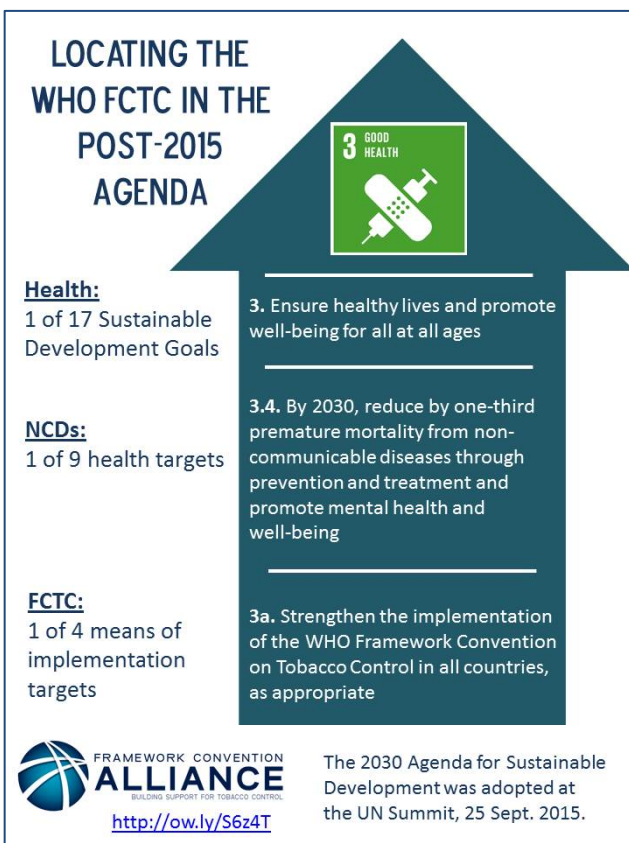 LOCATING THE
WHO FCTC IN THE
POST-2015
AGENDA
3 GOOD
HEALTH
Health:
1 of 17 Sustainable
Development Goals
3. Ensure healthy lives and promote
well-being for all at all ages
NCDs:
1 of 9 health targets
3.4. By 2030, reduce by one-third
premature mortality from non-
communicable diseases through
prevention and treatment and
promote mental health and
well-being
FCTC:
1 of 4 means of
implementation
targets
3a. Strengthen the implementation
of the WHO Framework Convention
on Tobacco Control in all countries,
as appropriate
FRAMEWORK CONVENTION
ALLIANCE
BUILDING SUPPORT FOR TOBACCO CONTROL
http://ow.ly/S6z4T
The 2030 Agenda for Sustainable
Development was adopted at
the UN Summit, 25 Sept. 2015.